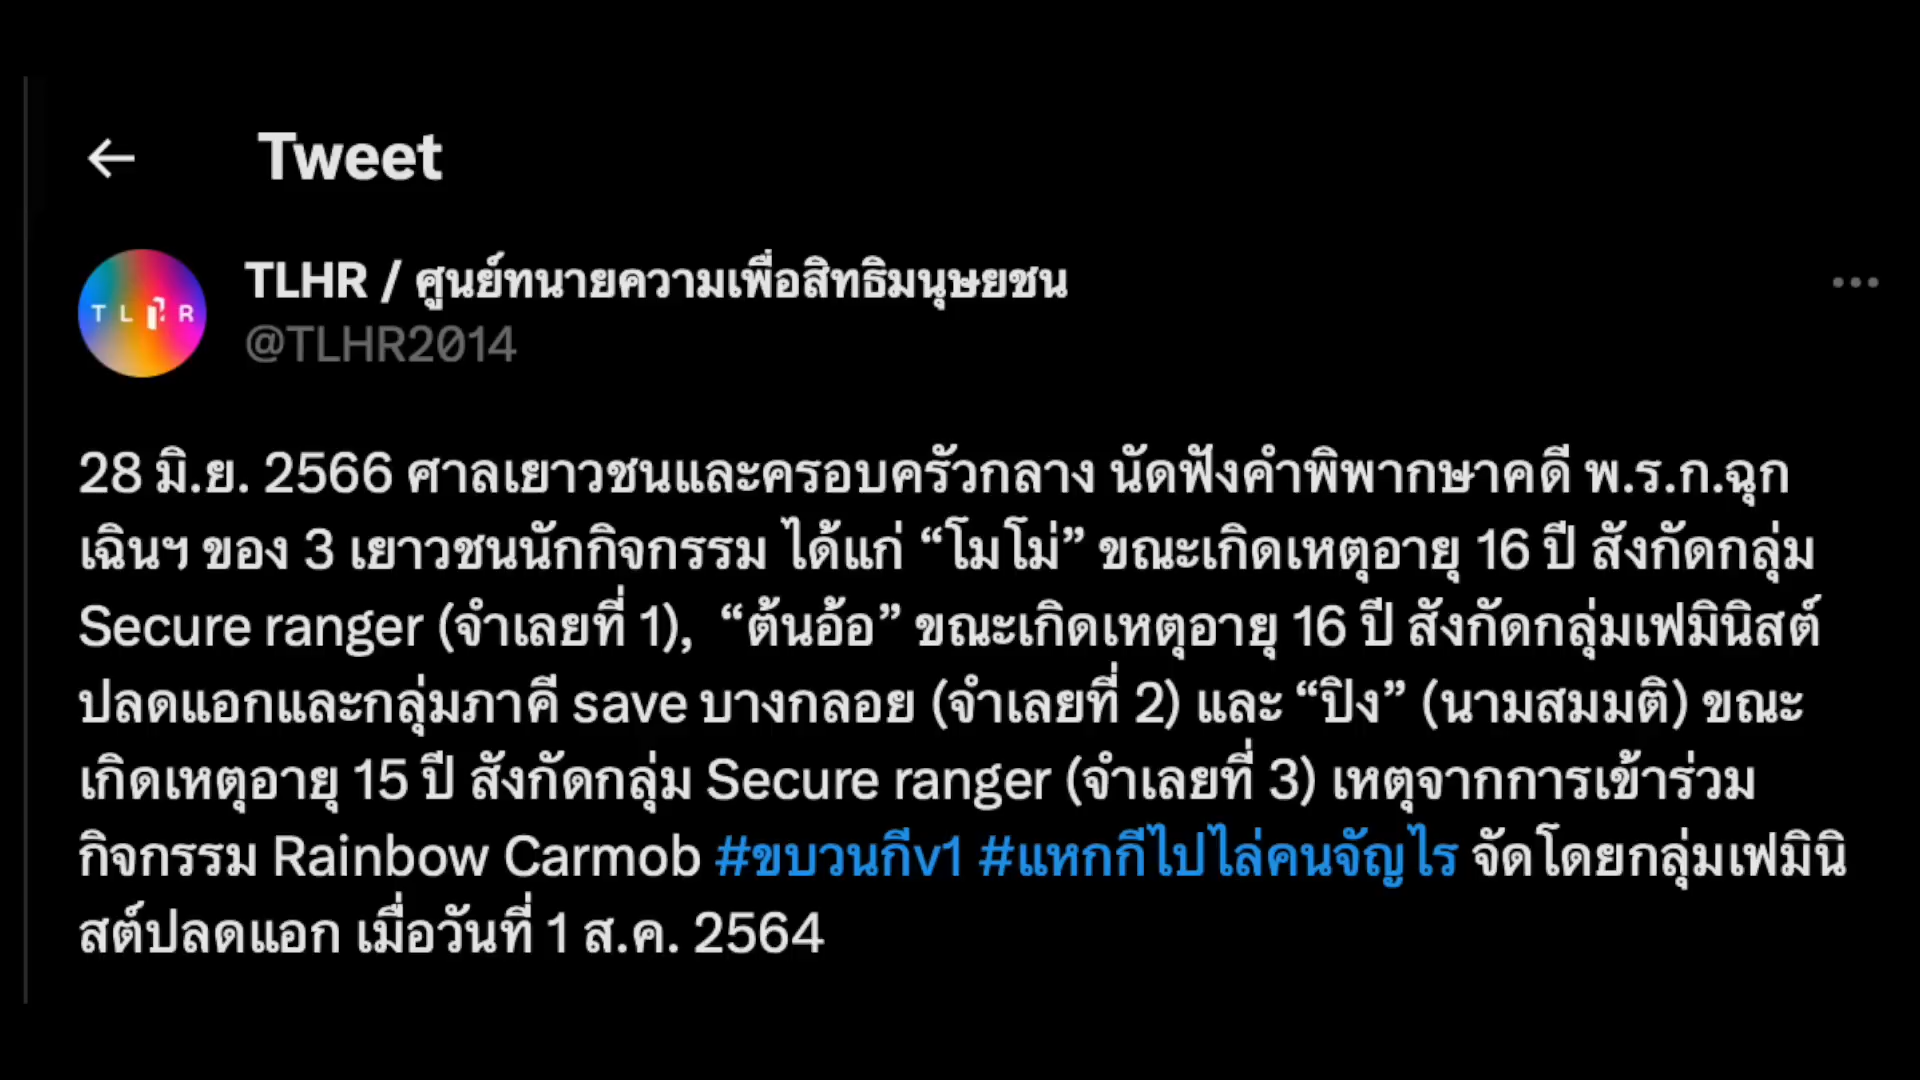 Tweet
TLHR / ศูนย์ทนายความเพื่อสิทธิมนุษยชน
@TLHR2014
28 มิ.ย. 2566 ศาลเยาวชนและครอบครัวกลาง นัดฟังคำพิพากษาคดี พ.ร.ก.ฉุก
เฉินฯ ของ 3 เยาวชนนักกิจกรรม ได้แก่ “โมโม่” ขณะเกิดเหตุอายุ 16 ปี สังกัดกลุ่ม
Secure ranger (จำเลยที่ 1), “ต้นอ้อ” ขณะเกิดเหตุอายุ 16 ปี สังกัดกลุ่มเฟมินิสต์
ปลดแอกและกลุ่มภาคี save บางกลอย (จำเลยที่ 2) และ “ปิง” (นามสมมติ) ขณะ
เกิดเหตุอายุ 15 ปี สังกัดกลุ่ม Secure ranger (จำเลยที่ 3) เหตุจากการเข้าร่วม
กิจกรรม Rainbow Carmob #ขบวนกีv1 #แหกกีไปไล่คนจัญไร จัดโดยกลุ่มเฟมินิ
สต์ปลดแอก เมื่อวันที่ 1 ส.ค. 2564